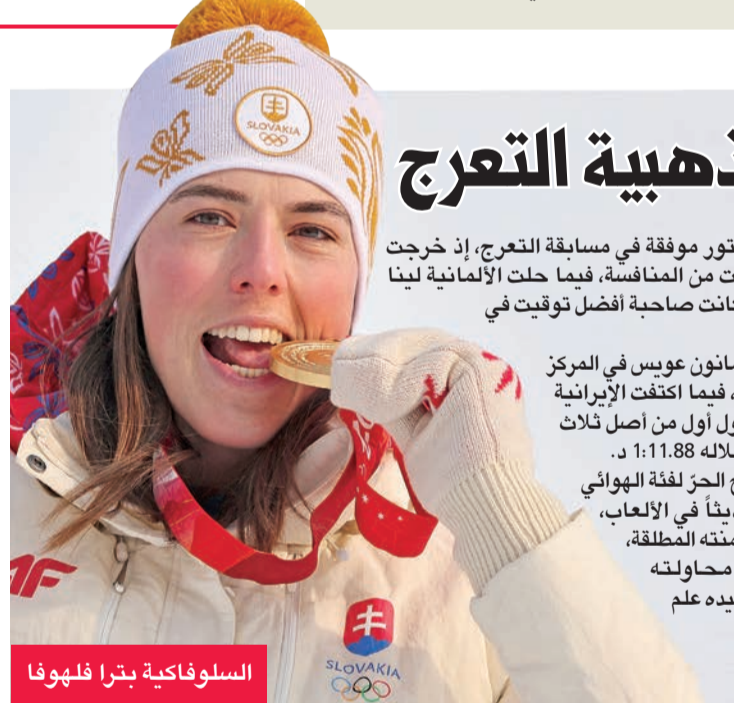 SLOVAKIA
ذهبية التعرج
تور موفقة في مسابقة التعرج، إذ خرجت
ت من المنافسة، فيما حلت الألمانية لينا
انت صاحبة أفضل توقيت في
انون عويس في المركز
، فيما اكتفت الإيرانية
ول أول من أصل ثلاث
لاله 1:11.88 د.
ج الحرّ لفئة الهوائي
يثاً في الألعاب،
منته المطلقة،
محاولته
يده علم
4F
SLOVAKIA
السلوفاكية بترا فلهوفا